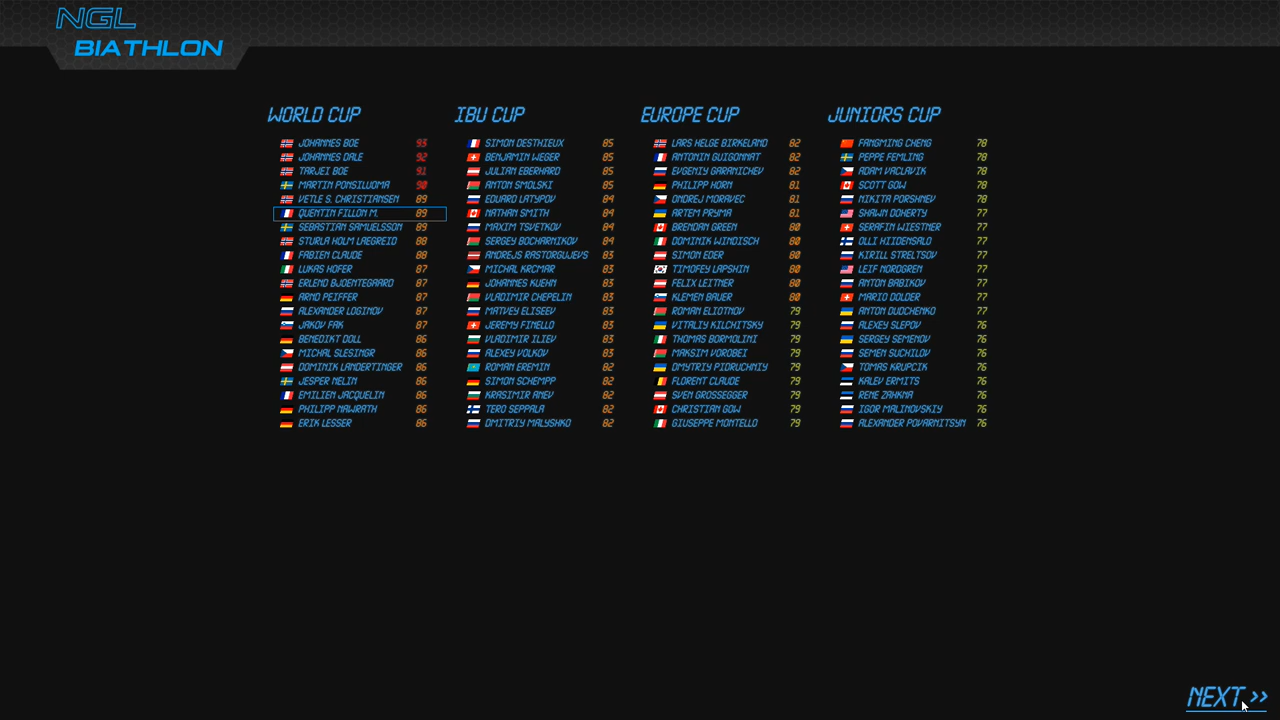 NGL
BIATHLON
WORLD CUP
JOHANNES BOE 93
JOHANNES DALE 92
TARJEI BOE 91
MARTIN PONSILUOMA 90
VETLE S. CHRISTIANSEN 89
QUENTIN FILLON M. 89
SEBASTIAN SAMUELSSON 89
STURLA HOLM LAEGREID 88
FABIEN CLAUDE 88
LUKAS HOFER 87
ERLEND BJOENTEGAARD 87
ARND PEIFFER 87
ALEXANDER LOGINOV 87
JAKOV FAK 87
BENEDIKT DOLL 86
MICHAL SLESINGR 86
DOMINIK LANDERTINGER 86
JESPER NELIN 86
EMILIEN JACQUELIN 86
PHILIPP NAWRATH 86
ERIK LESSER 86
IBU CUP
SIMON DESTHIEUX 85
BENJAMIN WEGER 85
JULIAN EBERHARD 85
ANTON SMOLSKI 85
EDUARD LATYPOV 84
NATHAN SMITH 84
MAXIM TSVETKOV 84
SERGEY BOCHARNIKOV 84
ANDREJS RASTORGUJEVS 83
MICHAL KRCMAR 83
JOHANNES KUEHN 83
VLADIMIR CHEPELIN 83
MATVEY ELISEEV 83
JEREMY FINELLO 83
VLADIMIR ILIEV 83
ALEXEY VOLKOV 83
ROMAN EREMIN 82
SIMON SCHEMPP 82
KRASIMIR ANEV 82
TERO SEPPALA 82
DMITRIY MALYSHKO 82
EUROPE CUP
LARS HELGE BIRKELAND 82
ANTONIN GUIGONNAT 82
EVGENIY GARANICHEV 82
PHILIPP HORN 81
ONDREJ MORAVEC 81
ARTEM PRYMA 81
BRENDAN GREEN 80
DOMINIK WINDISCH 80
SIMON EDER 80
TIMOFEY LAPSHIN 80
FELIX LEITNER 80
KLEMEN BAUER 80
ROMAN ELIOTNOV 79
VITALIY KILCHITSKY 79
THOMAS BORMOLINI 79
MAKSIM VOROBEI 79
DMYTRIY PIDRUCHNIY 79
FLORENT CLAUDE 79
SVEN GROSSEGGER 79
CHRISTIAN GOW 79
GIUSEPPE MONTELLO 79
JUNIORS CUP
FANGMING CHENG 78
PEPPE FEMLING 78
ADAM VACLAVIK 78
SCOTT GOW 78
NIKITA PORSHNEV 78
SHAWN DOHERTY 77
SERAFIN WIESTNER 77
OLLI HIIDENSALO 77
KIRILL STRELTSOV 77
LEIF NORDGREN 77
ANTON BABIKOV 77
MARIO DOLDER 77
ANTON DUDCHENKO 77
ALEXEY SLEPOV 76
SERGEY SEMENOV 76
SEMEN SUCHILOV 76
TOMAS KRUPCIK 76
KALEV ERMITS 76
RENE ZAHKNA 76
IGOR MALINOVSKIY 76
ALEXANDER POVARNITSYN 76
NEXT >>